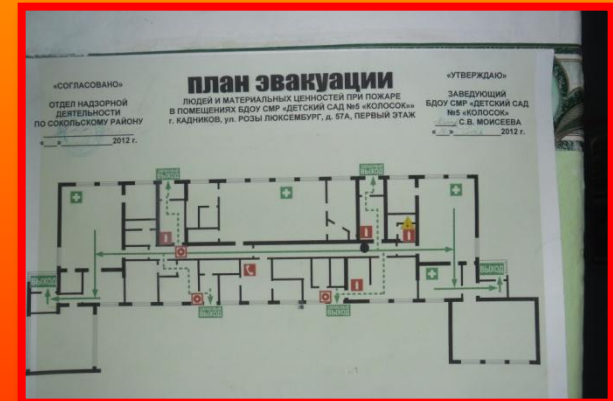 «СОГЛАСОВАНО»
ОТДЕЛ НАДЗОРНОЙ
ДЕЯТЕЛЬНОСТИ
ПО СОКОЛЬСКОМУ РАЙОНУ
2012 г.
план эвакуации
ЛЮДЕЙ И МАТЕРИАЛЬНЫХ ЦЕННОСТЕЙ ПРИ ПОЖАРЕ
В ПОМЕЩЕНИЯХ БДОУ СМР «ДЕТСКИЙ САД №5 «КОЛОСОК»»
г. КАДНИКОВ, ул. РОЗЫ ЛЮКСЕМБУРГ, д. 57А, ПЕРВЫЙ ЭТАЖ
«УТВЕРЖДАЮ»
ЗАВЕДУЮЩИЙ
БДОУ СМР «ДЕТСКИЙ САД
№5 «КОЛОСОК»
С.В. МОИСЕЕВА
2012 г.
ВЫХОД
ВЫХОД
ВЫХОД
ВЫХОД
ВЫХОД
ВЫХОД